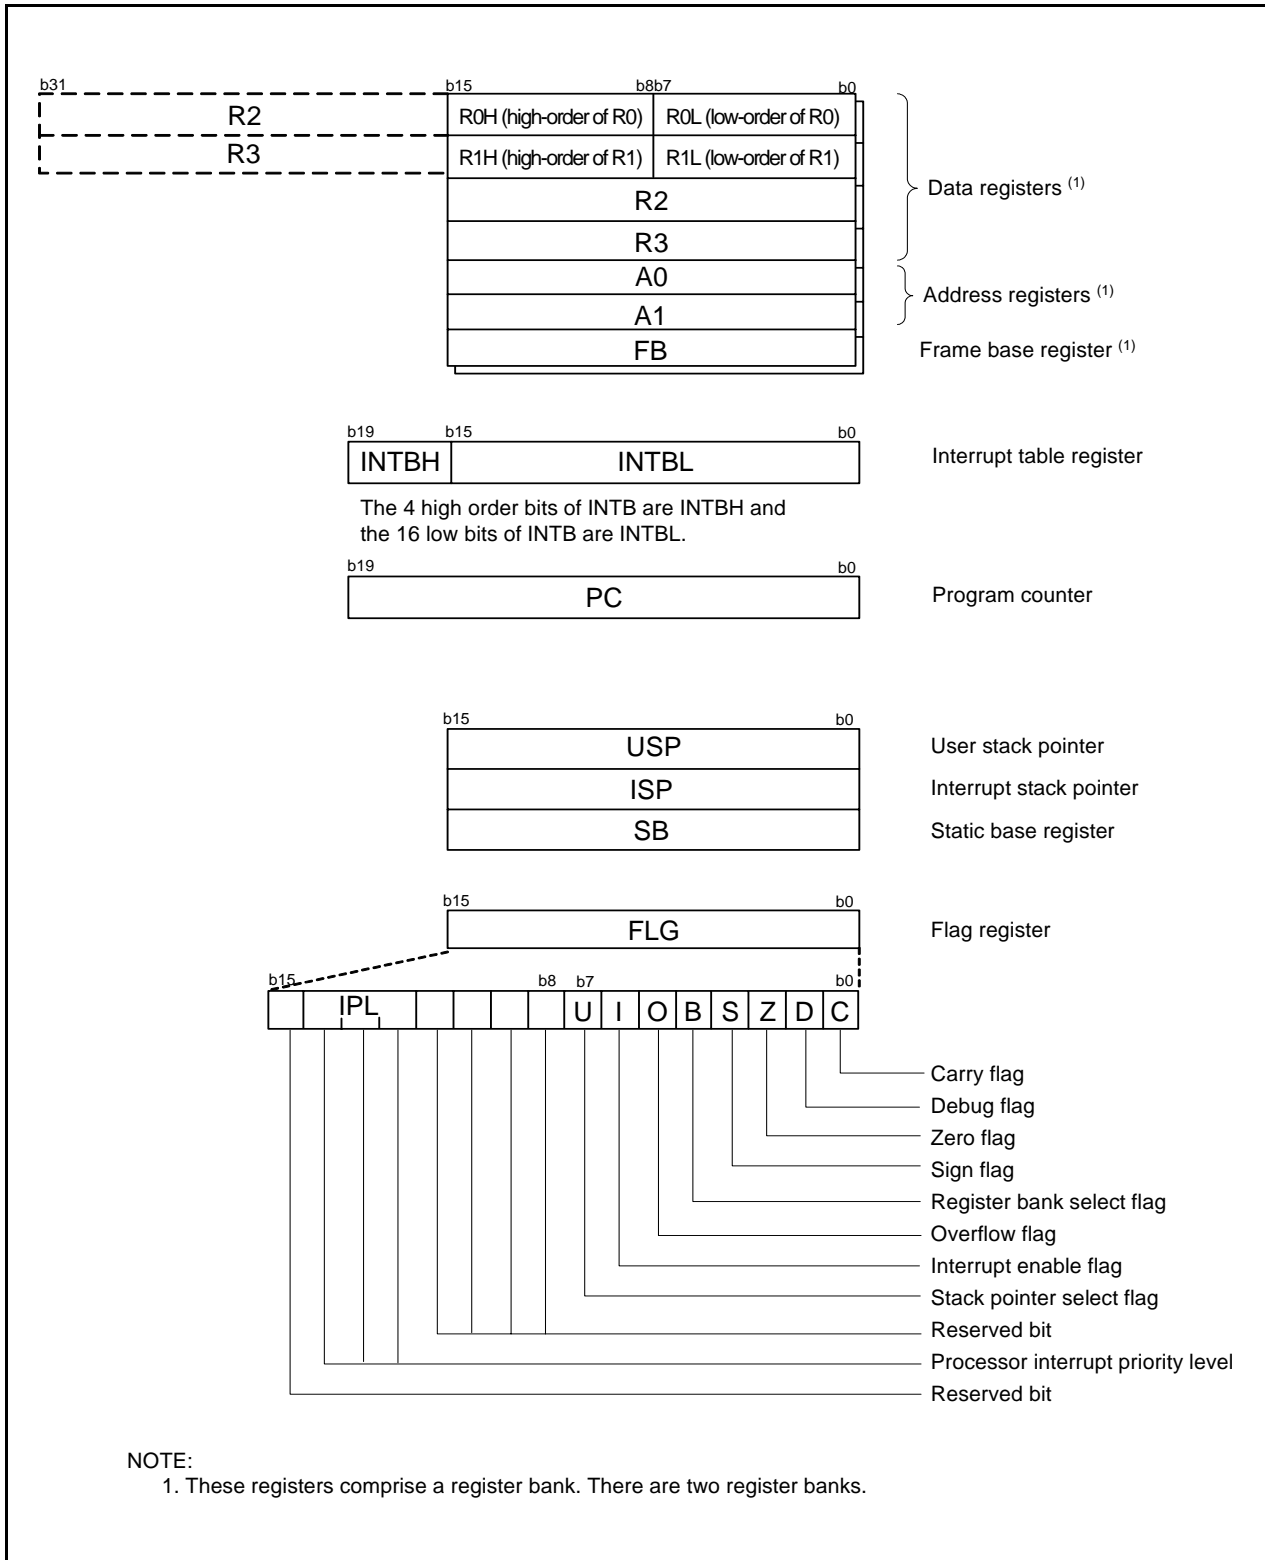 b31 b15 b8b7 b0
R2 R0H (high-order of R0) R0L (low-order of R0)
R3 R1H (high-order of R1) R1L (low-order of R1)
R2
Data registers (1)
R3
A0
Address registers (1)
A1
FB Frame base register (1)
b19 b15 b0
INTBH INTBL Interrupt table register
The 4 high order bits of INTB are INTBH and
the 16 low bits of INTB are INTBL.
b19 b0
PC Program counter
b15 b0
USP User stack pointer
ISP Interrupt stack pointer
SB Static base register
b15 b0
FLG Flag register
b15 b8 b7 b0
IPL U I O B S Z D C
Carry flag
Debug flag
Zero flag
Sign flag
Register bank select flag
Overflow flag
Interrupt enable flag
Stack pointer select flag
Reserved bit
Processor interrupt priority level
Reserved bit
NOTE:
1. These registers comprise a register bank. There are two register banks.